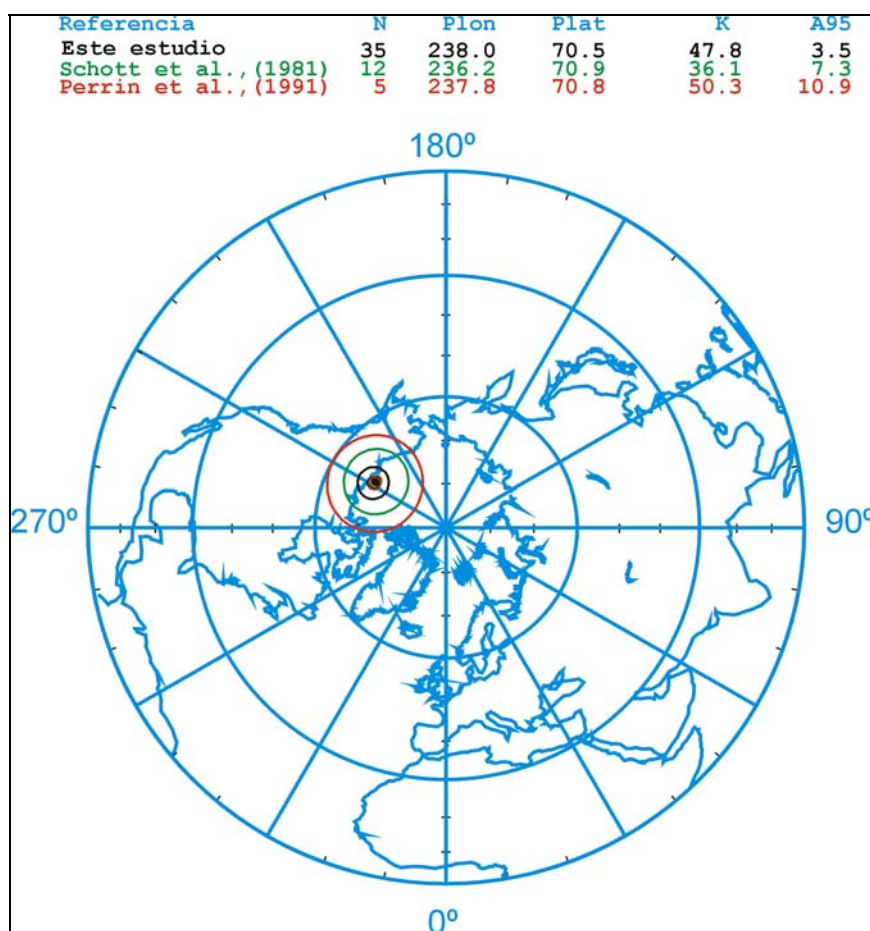 Referencia N Plon Plat K A95
Este estudio 35 238.0 70.5 47.8 3.5
Schott et al.,(1981) 12 236.2 70.9 36.1 7.3
Perrin et al.,(1991) 5 237.8 70.8 50.3 10.9
180º
270º
90º
0º